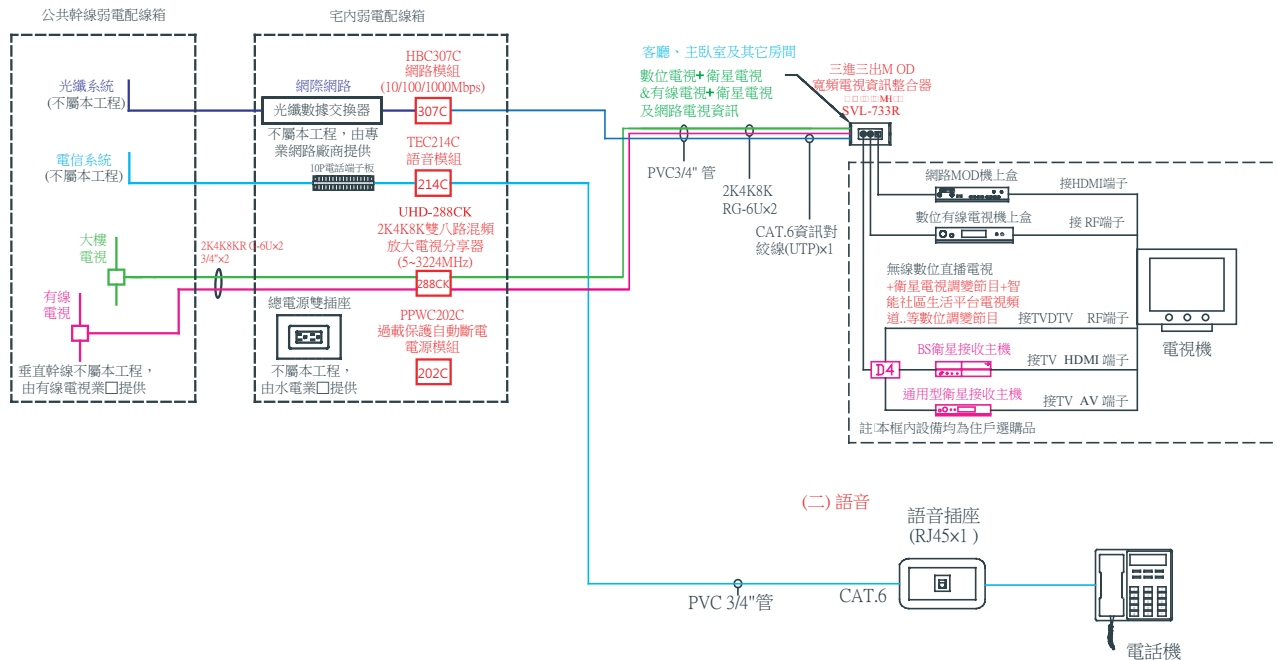 公共幹線弱電配線箱
光纖系統
(不屬本工程)
電信系統
(不屬本工程)
大樓
電視
有線
電視
垂直幹線不屬本工程，
由有線電視業□提供
2K4K8KR G-6U×2
3/4"×2
宅內弱電配線箱
網際網路
光纖數據交換器
不屬本工程，由專
業網路廠商提供
10P電話端子板
總電源雙插座
不屬本工程，
由水電業□提供
HBC307C
網路模組
(10/100/1000Mbps)
307C
TEC214C
語音模組
214C
UHD-288CK
2K4K8K雙八路混頻
放大電視分享器
(5~3224MHz)
288CK
PPWC202C
過載保護自動斷電
電源模組
202C
客廳、主臥室及其它房間
數位電視+衛星電視
&有線電視+衛星電視
及網路電視資訊
PVC3/4" 管
2K4K8K
RG-6U×2
CAT.6資訊對
絞線(UTP)×1
三進三出M OD
寬頻電視資訊整合器
SVL-733R
網路MOD機上盒
接HDMI端子
數位有線電視機上盒
接 RF端子
無線數位直播電視
+衛星電視調變節目+智
能社區生活平台電視頻
道..等數位調變節目
接TVDTV RF端子
BS衛星接收主機
D4
接TV HDMI 端子
通用型衛星接收主機
接TV AV 端子
電視機
註□本框內設備均為住戶選購品
(二) 語音
語音插座
(RJ45×1 )
PVC 3/4"管
CAT.6
電話機